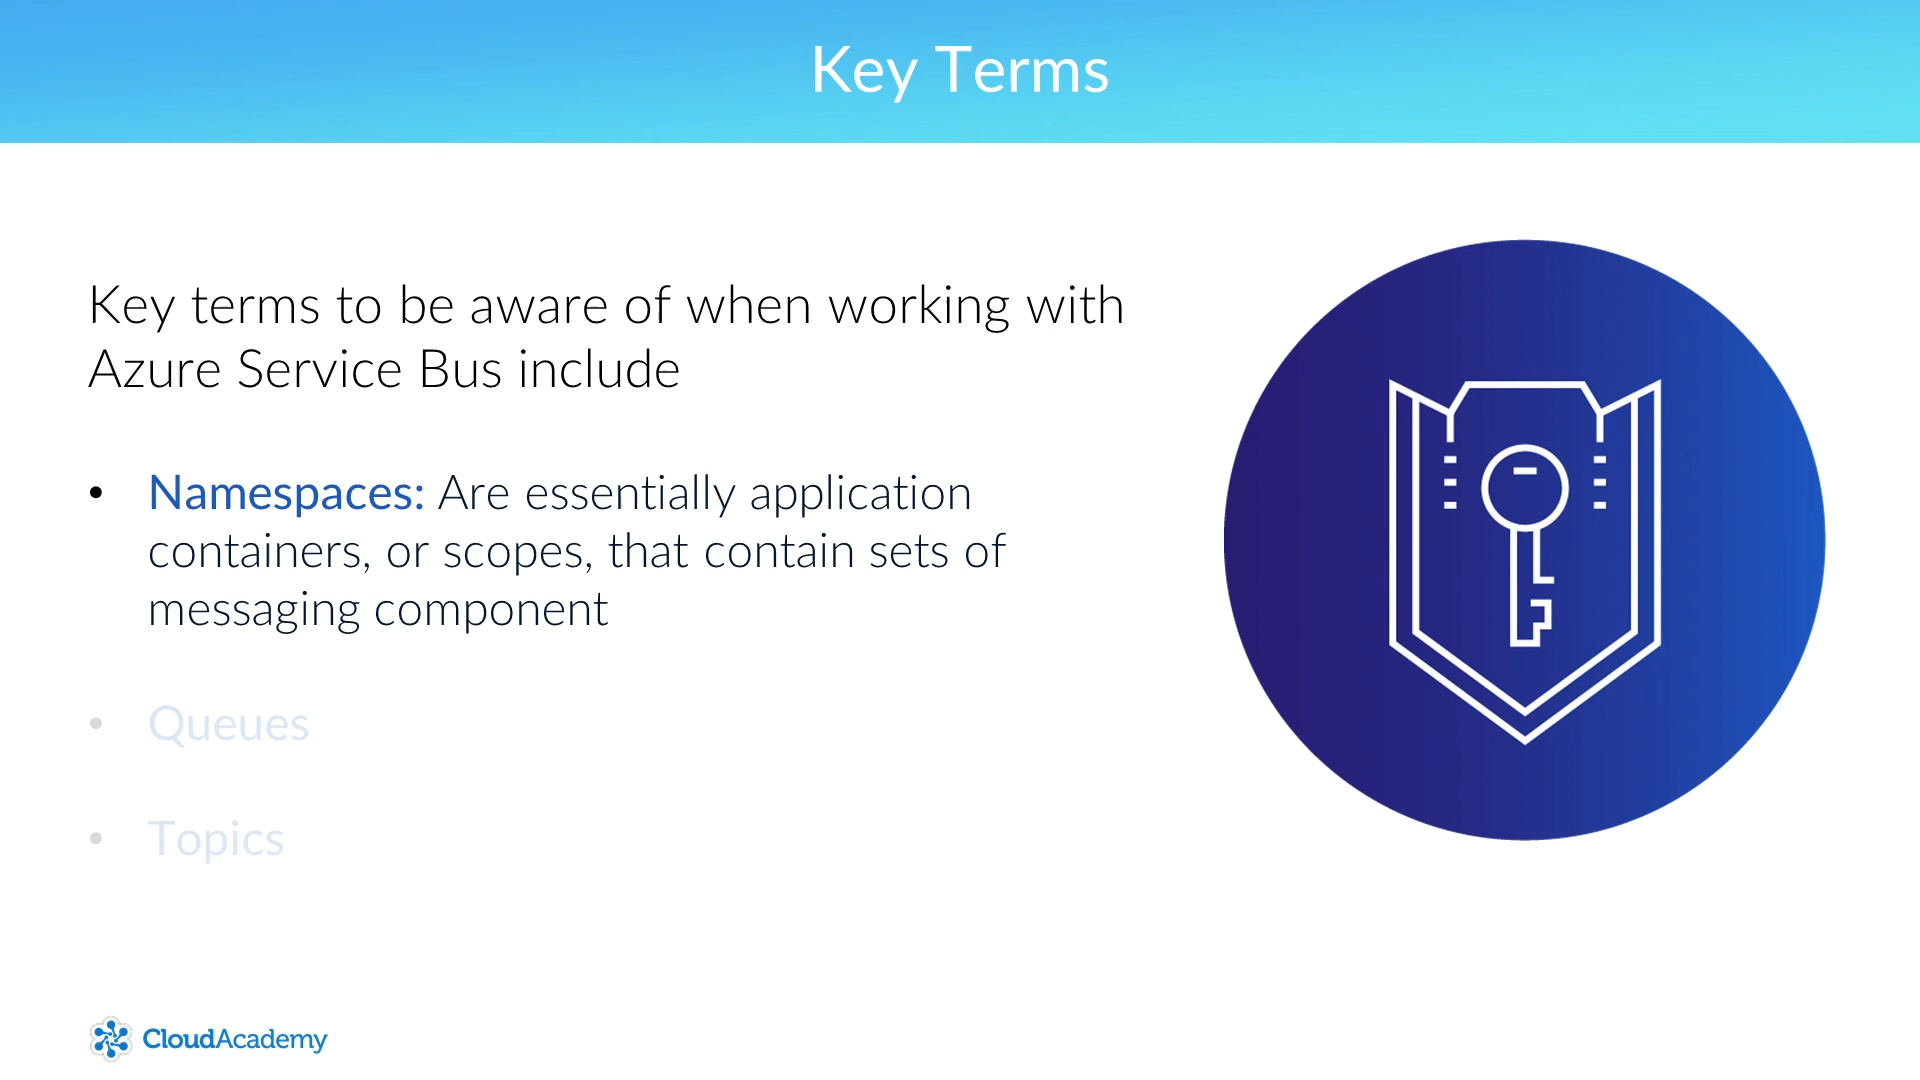 Key Terms
Key terms to be aware of when working with
Azure Service Bus include
• Namespaces: Are essentially application
containers, or scopes, that contain sets of
messaging component
• Queues
• Topics
CloudAcademy